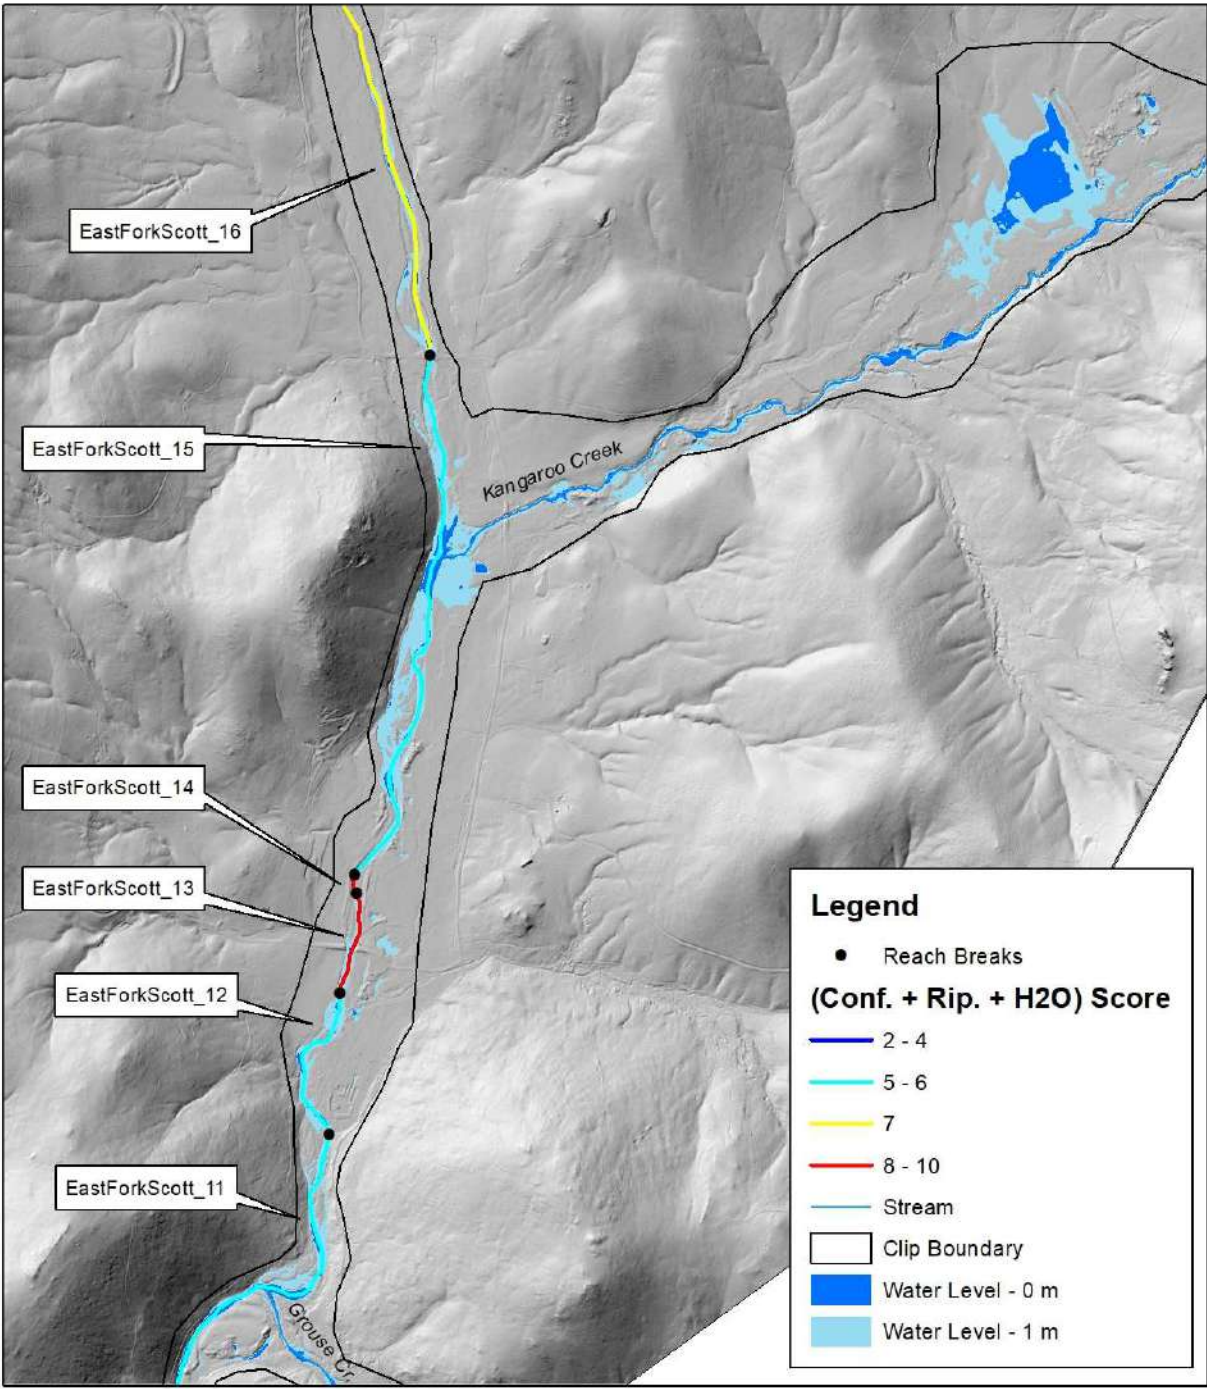 EastForkScott_16
EastForkScott_15
Kangaroo Creek
EastForkScott_14
EastForkScott_13
EastForkScott_12
EastForkScott_11
Grouse Cr.
Legend
Reach Breaks
(Conf. + Rip. + H2O) Score
2 - 4
5 - 6
7
8 - 10
Stream
Clip Boundary
Water Level - 0 m
Water Level - 1 m